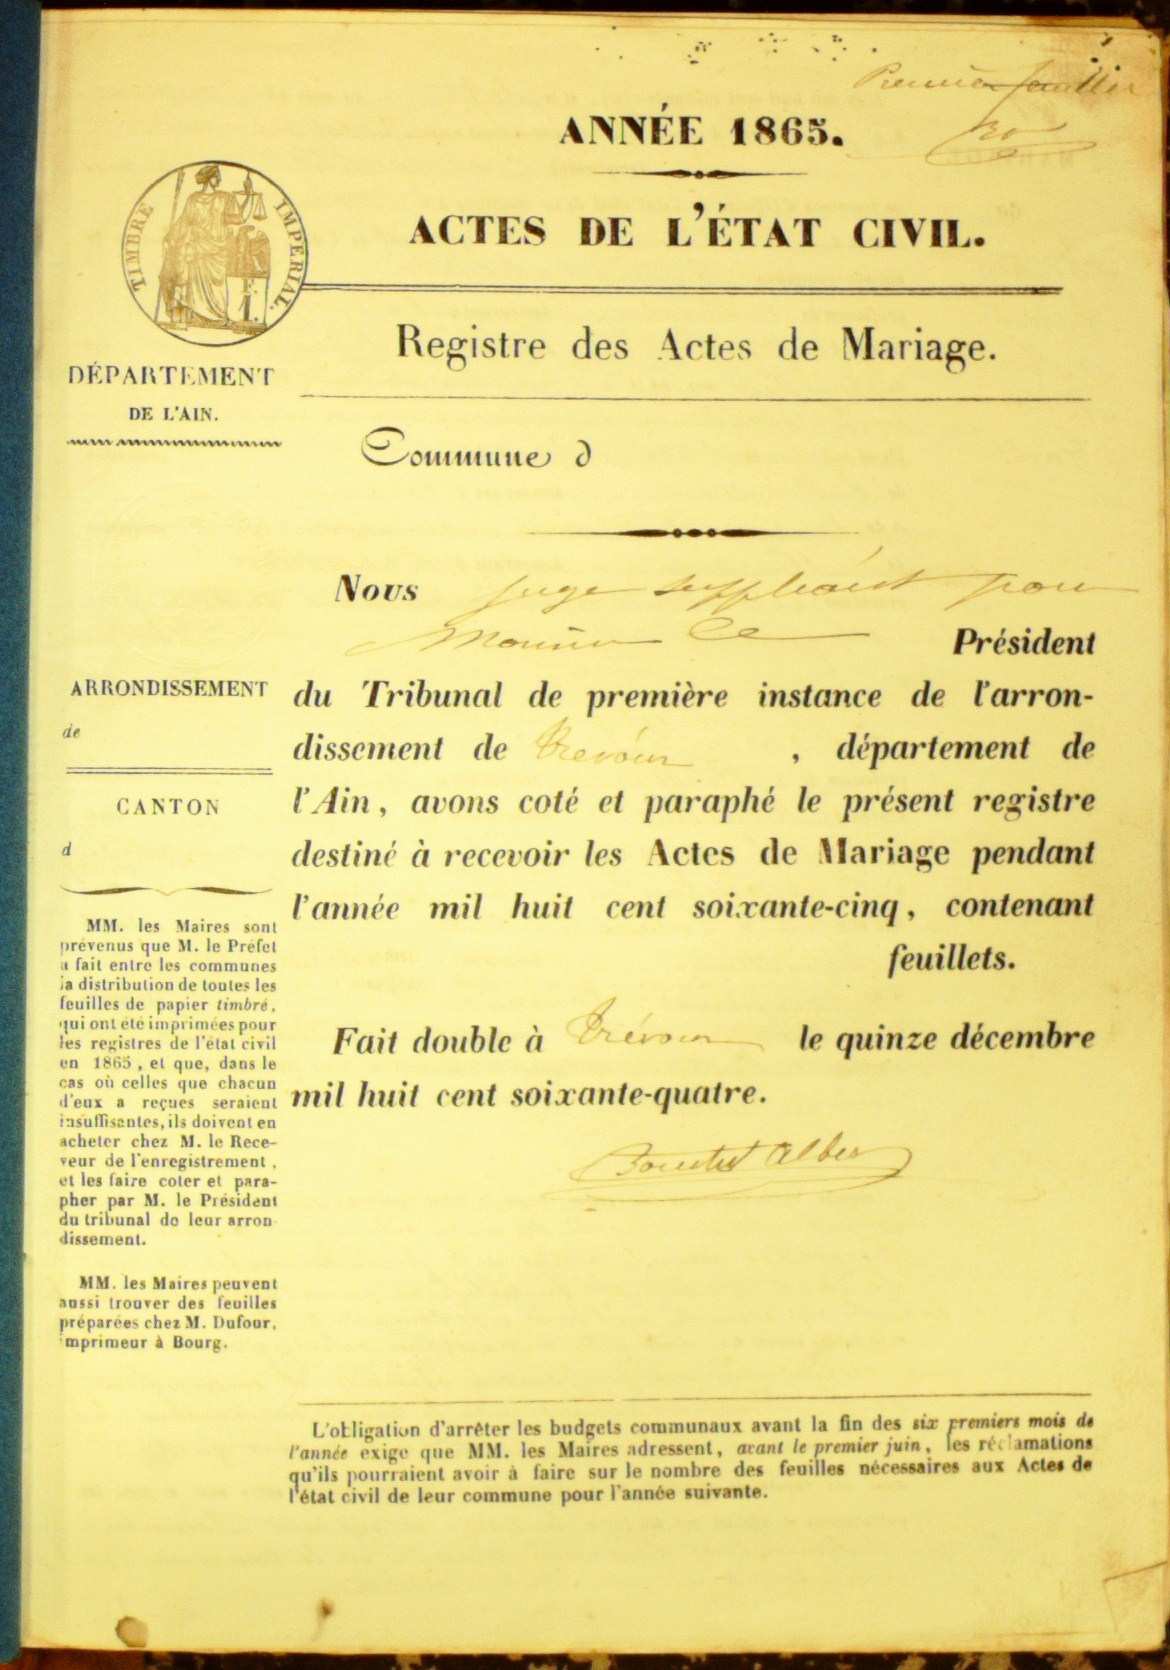 Premier feuillet
ANNÉE 1865.
ACTES DE L'ÉTAT CIVIL.
TIMBRE IMPERIAL.
F.
1.
Registre des Actes de Mariage.
DÉPARTEMENT
DE L'AIN.
Commune d
Nous juge suppléant pour
Monsieur le Président
ARRONDISSEMENT
de
CANTON
d
du Tribunal de première instance de l'arron-
dissement de Trévoux , département de
l'Ain, avons coté et paraphé le présent registre
destiné à recevoir les Actes de Mariage pendant
l'année mil huit cent soixante-cinq, contenant
feuillets.
Fait double à Trévoux le quinze décembre
mil huit cent soixante-quatre.
MM. les Maires sont
prévenus que M. le Préfet
a fait entre les communes
la distribution de toutes les
feuilles de papier timbré,
qui ont été imprimées pour
les registres de l'état civil
en 1865, et que, dans le
cas où celles que chacun
d'eux a reçues seraient
insuffisantes, ils doivent en
acheter chez M. le Rece-
veur de l'enregistrement,
et les faire coter et para-
pher par M. le Président
du tribunal de leur arron-
dissement.
MM. les Maires peuvent
aussi trouver des feuilles
préparées chez M. Dufour,
imprimeur à Bourg.
L'obligation d'arrêter les budgets communaux avant la fin des six premiers mois de
l'année exige que MM. les Maires adressent, avant le premier juin, les réclamations
qu'ils pourraient avoir à faire sur le nombre des feuilles nécessaires aux Actes de
l'état civil de leur commune pour l'année suivante.